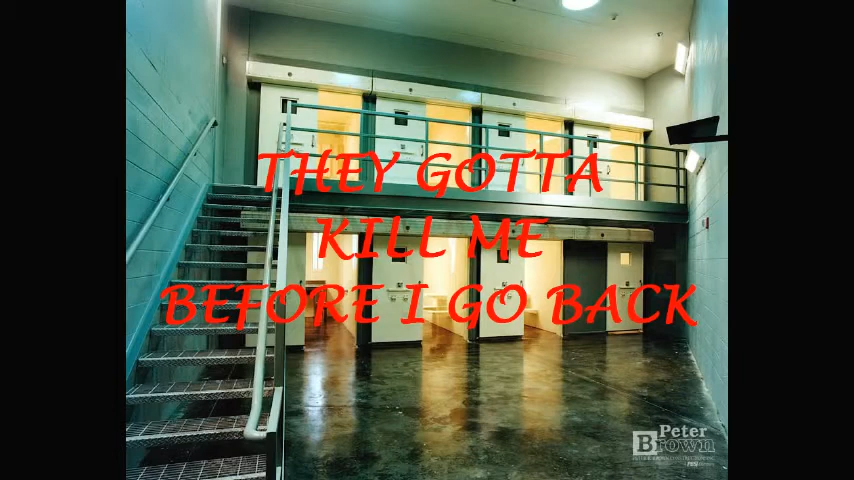 THEY GOTTA
KILL ME
BEFORE I GO BACK
Peter
Brown